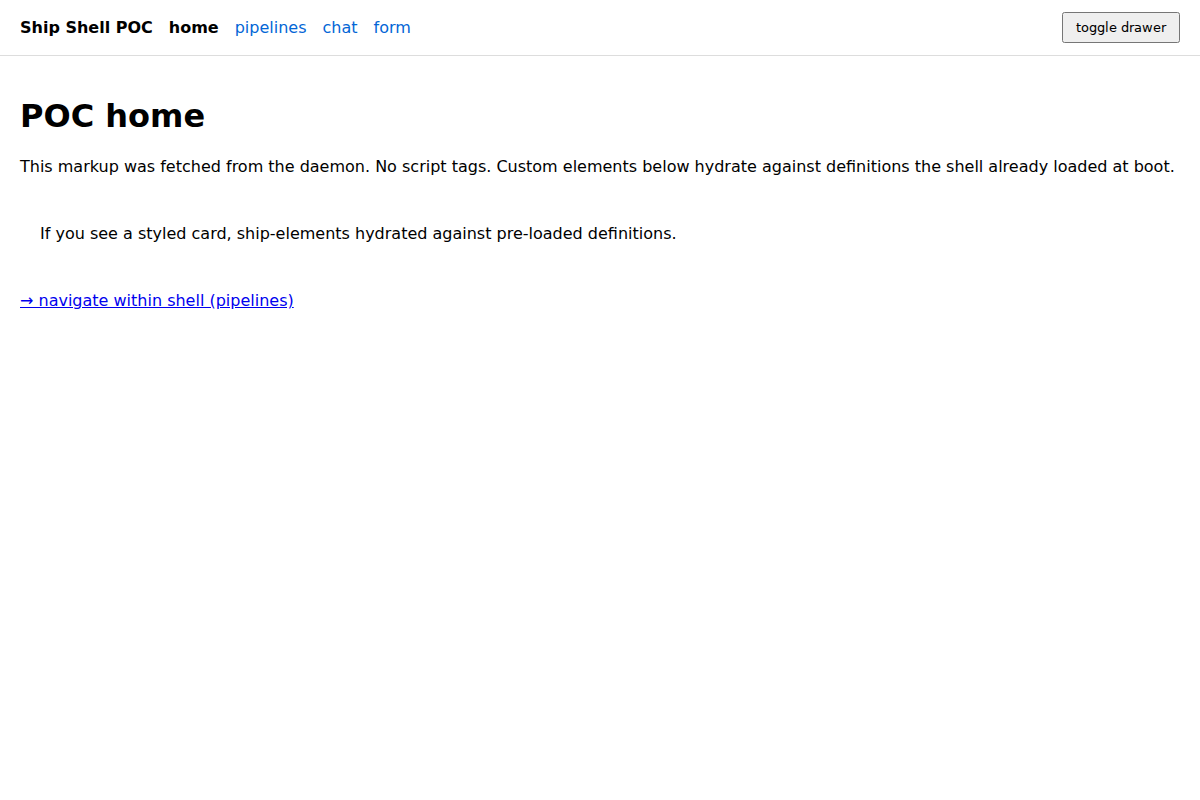 Ship Shell POC home pipelines chat form toggle drawer
POC home
This markup was fetched from the daemon. No script tags. Custom elements below hydrate against definitions the shell already loaded at boot.
If you see a styled card, ship-elements hydrated against pre-loaded definitions.
→ navigate within shell (pipelines)